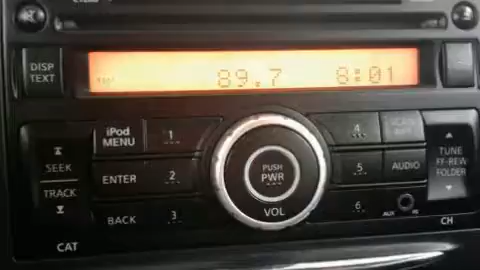 DISP
TEXT
89.7 8:01
iPod
MENU
1
4
SEEK
TRACK
ENTER
2
PUSH
PWR
VOL
5
AUDIO
TUNE
FF·REW
FOLDER
BACK
3
6
AUX
CAT
CH